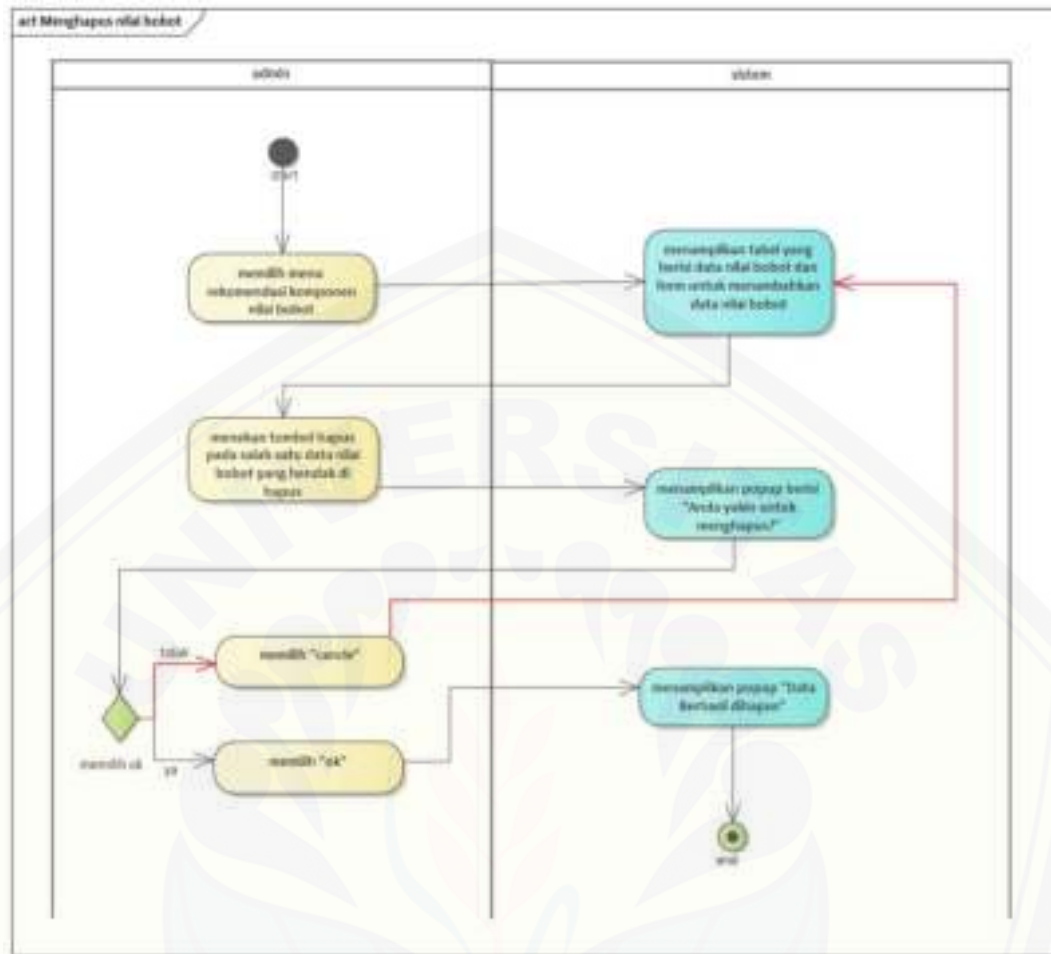 act Menghapus nilai bobot
admin
sistem
start
memilih menu
rekomendasi komponen
nilai bobot
menampilkan tabel yang
berisi data nilai bobot dan
form untuk menambahkan
data nilai bobot
menekan tombol hapus
pada salah satu data nilai
bobot yang hendak di
hapus
menampilkan popup berisi
"Anda yakin untuk
menghapus?"
tidak
memilih "cancle"
memilih ok
ya
memilih "ok"
menampilkan popup "Data
Berhasil dihapus"
end
UNIVERSITAS